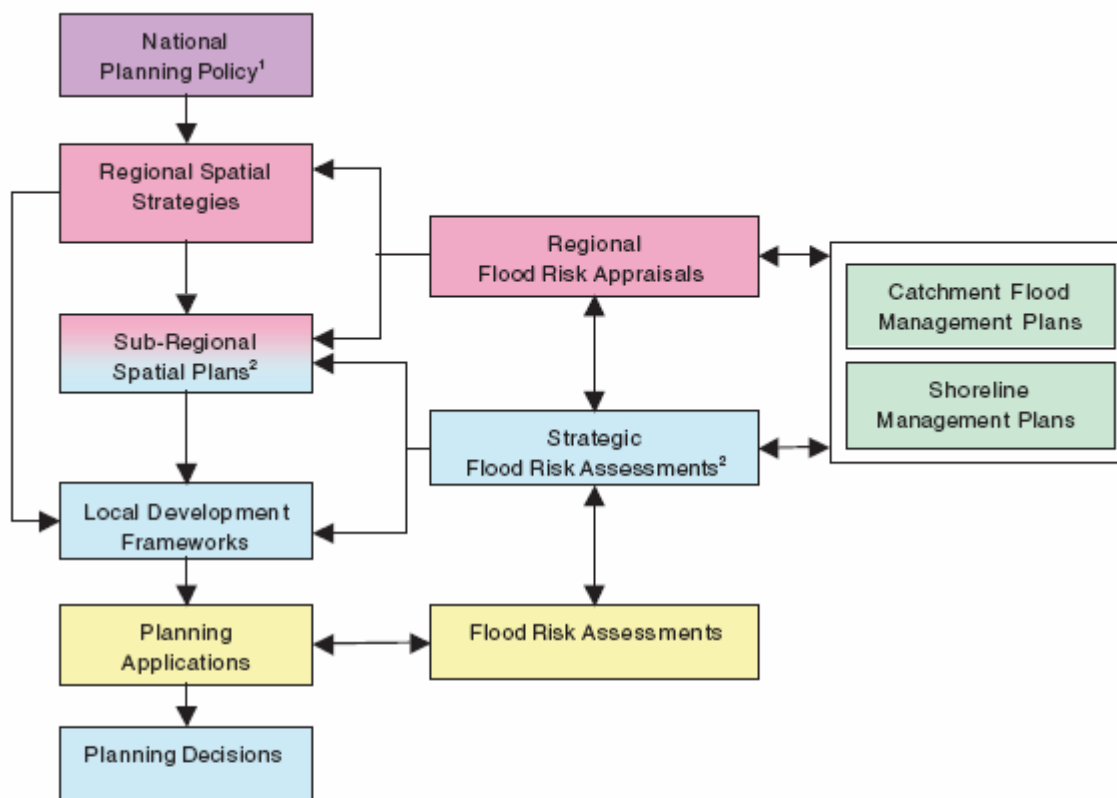 National
Planning Policy¹
Regional Spatial
Strategies
Regional
Flood Risk Appraisals
Catchment Flood
Management Plans
Sub-Regional
Spatial Plans²
Shoreline
Management Plans
Strategic
Flood Risk Assessments²
Local Development
Frameworks
Planning
Applications
Flood Risk Assessments
Planning Decisions